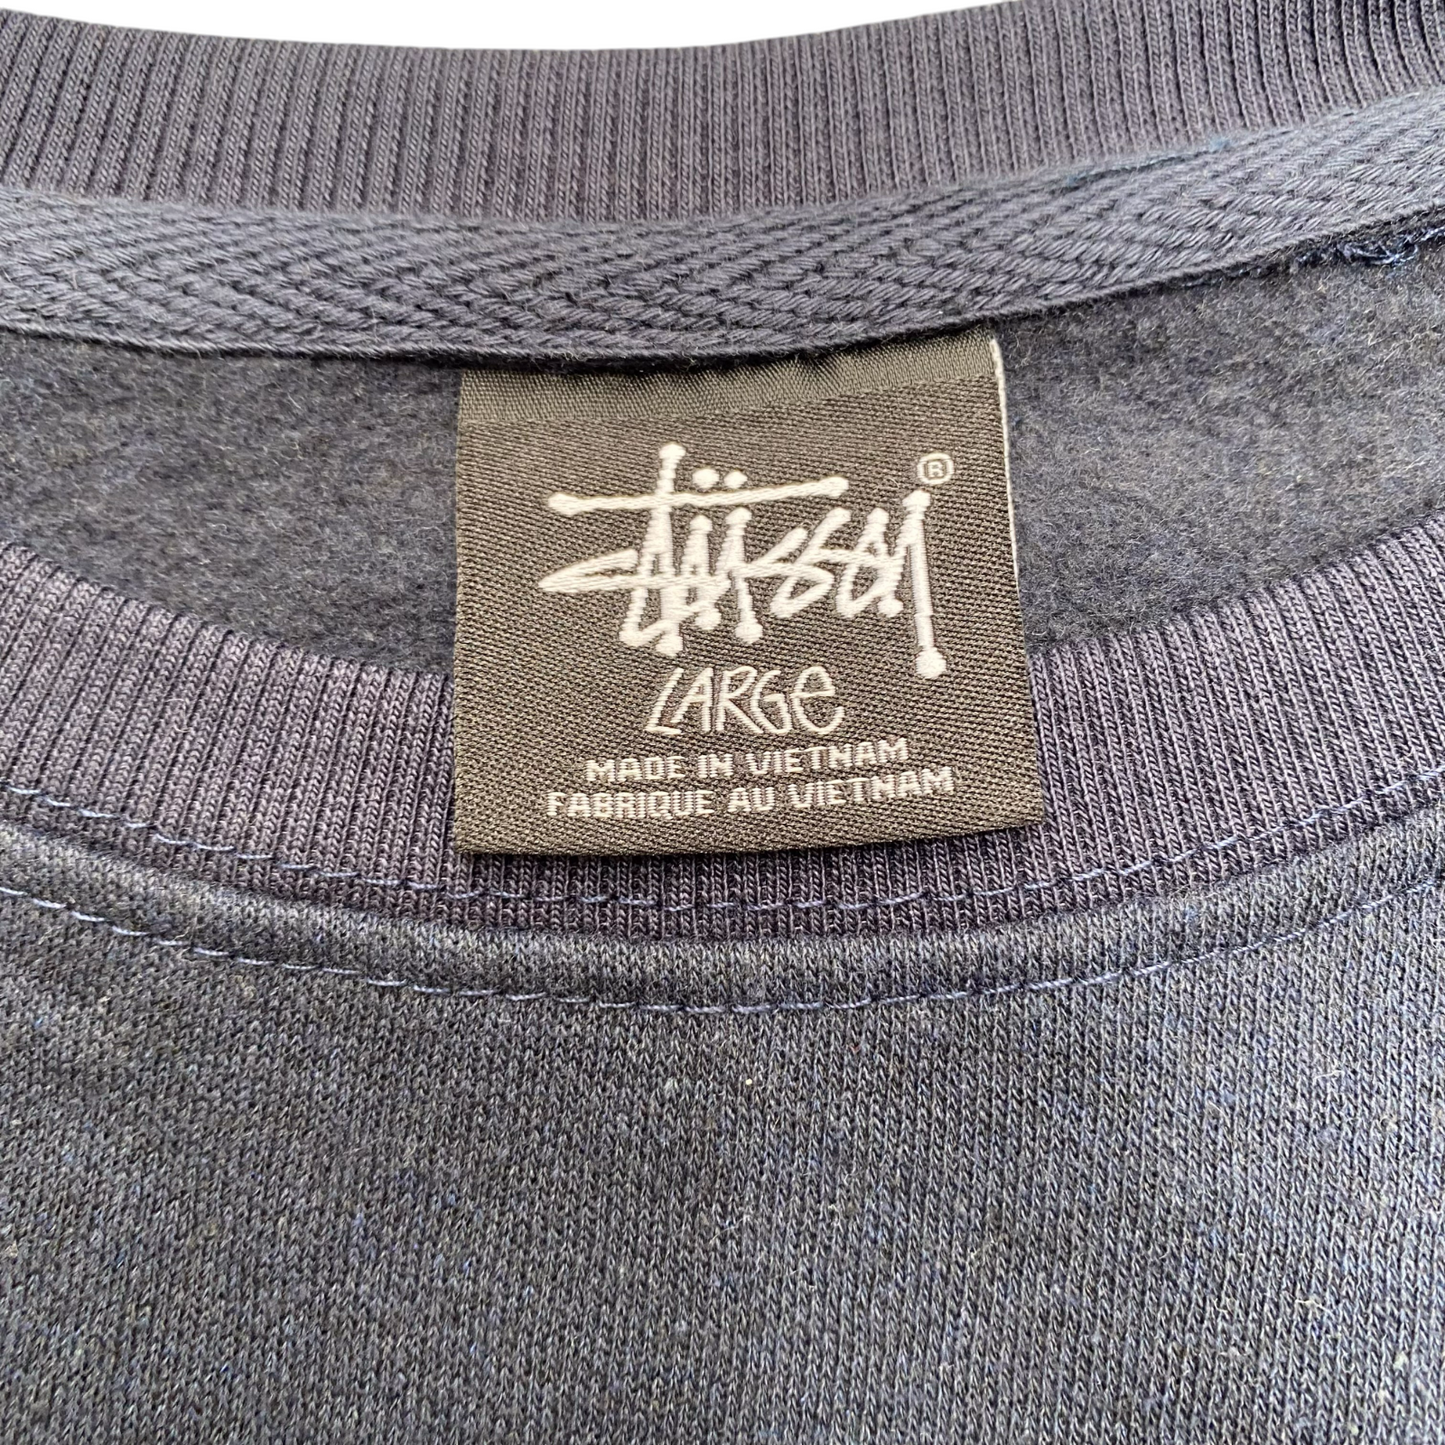 Stüssy®
LARGe
MADE IN VIETNAM
FABRIQUE AU VIETNAM